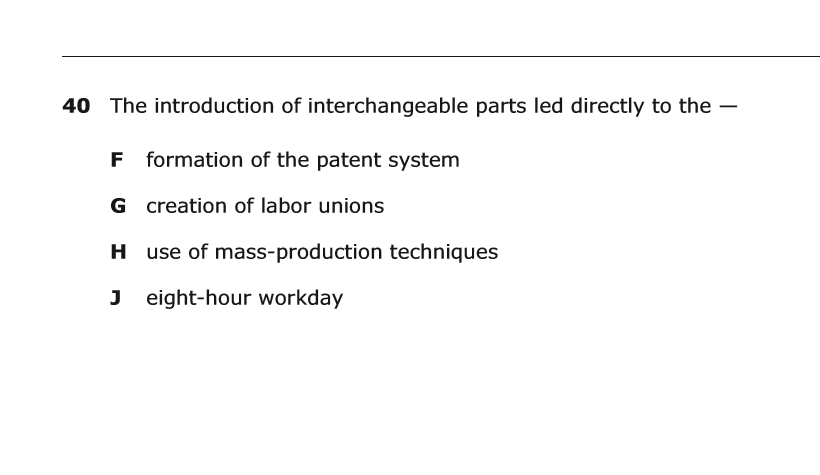 40 The introduction of interchangeable parts led directly to the —
F formation of the patent system
G creation of labor unions
H use of mass-production techniques
J eight-hour workday